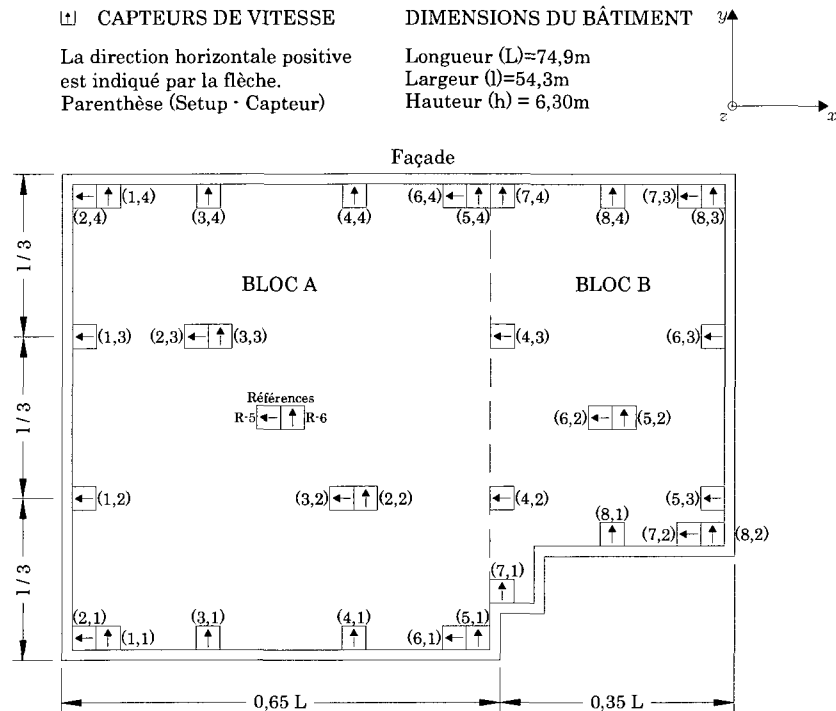 CAPTEURS DE VITESSE
La direction horizontale positive
est indiqué par la flèche.
Parenthèse (Setup · Capteur)
DIMENSIONS DU BÂTIMENT
Longueur (L)=74,9m
Largeur (l)=54,3m
Hauteur (h) = 6,30m
y
z
x
Façade
(1,4)
(6,4)
(7,4)
(7,3)
(2,4)
(3,4)
(4,4)
(5,4)
(8,4)
(8,3)
1/3
BLOC A
BLOC B
(1,3)
(2,3)
(3,3)
(4,3)
(6,3)
Références
R-5
R-6
1/3
(6,2)
(5,2)
(1,2)
(3,2)
(2,2)
(4,2)
(5,3)
(8,1)
(7,2)
(8,2)
1/3
(7,1)
(2,1)
(3,1)
(4,1)
(5,1)
(1,1)
(6,1)
0,65 L
0,35 L